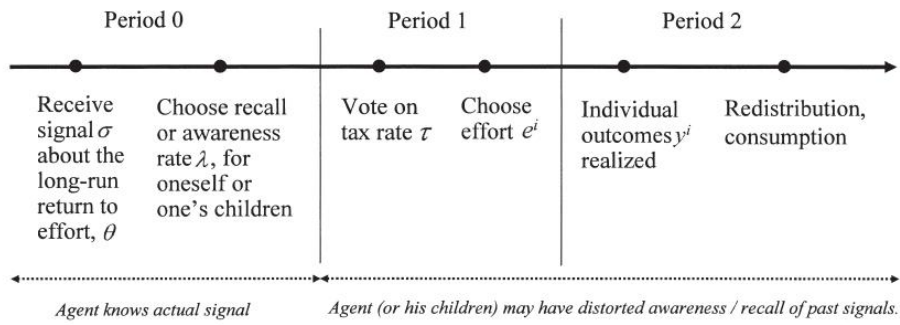 Period 0
Period 1
Period 2
Receive
signal σ
about the
long-run
return to
effort, θ
Choose recall
or awareness
rate λ, for
oneself or
one's children
Vote on
tax rate τ
Choose
effort eⁱ
Individual
outcomes yⁱ
realized
Redistribution,
consumption
Agent knows actual signal
Agent (or his children) may have distorted awareness / recall of past signals.